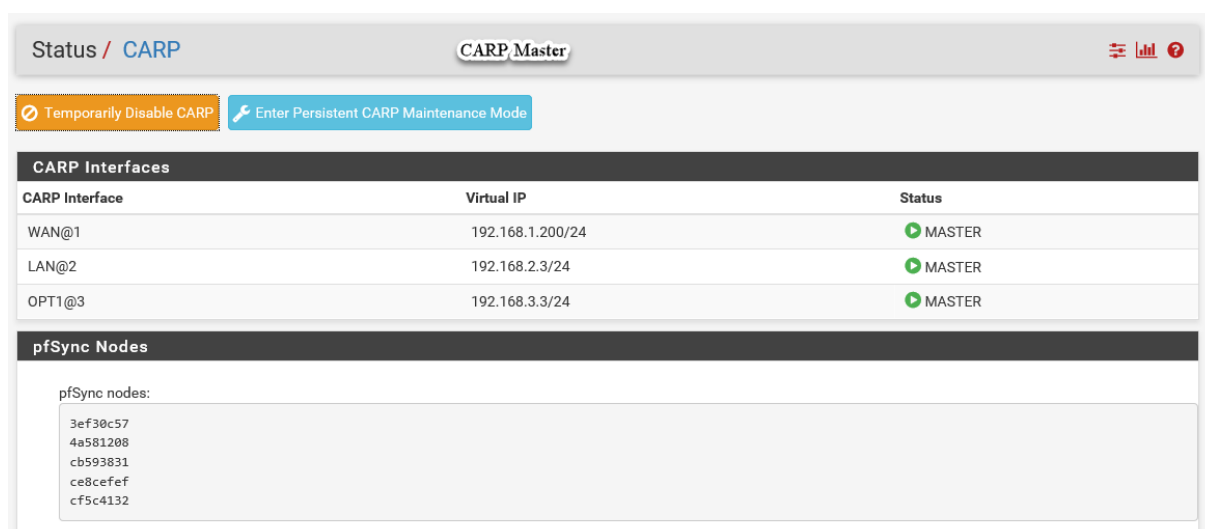 Status / CARP
CARP Master
Temporarily Disable CARP
Enter Persistent CARP Maintenance Mode
CARP Interfaces
CARP Interface Virtual IP Status
WAN@1 192.168.1.200/24 MASTER
LAN@2 192.168.2.3/24 MASTER
OPT1@3 192.168.3.3/24 MASTER
pfSync Nodes
pfSync nodes:
3ef30c57
4a581208
cb593831
ce8cefef
cf5c4132